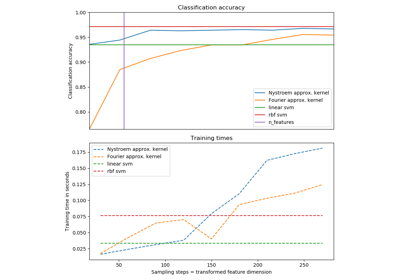 Classification accuracy
1.00
0.95
0.90
0.85
0.80
Classification accuracy
Nystroem approx. kernel
Fourier approx. kernel
linear svm
rbf svm
n_features
Training times
0.175
0.150
0.125
0.100
0.075
0.050
0.025
Training time in seconds
Nystroem approx. kernel
Fourier approx. kernel
linear svm
rbf svm
50
100
150
200
250
Sampling steps = transformed feature dimension